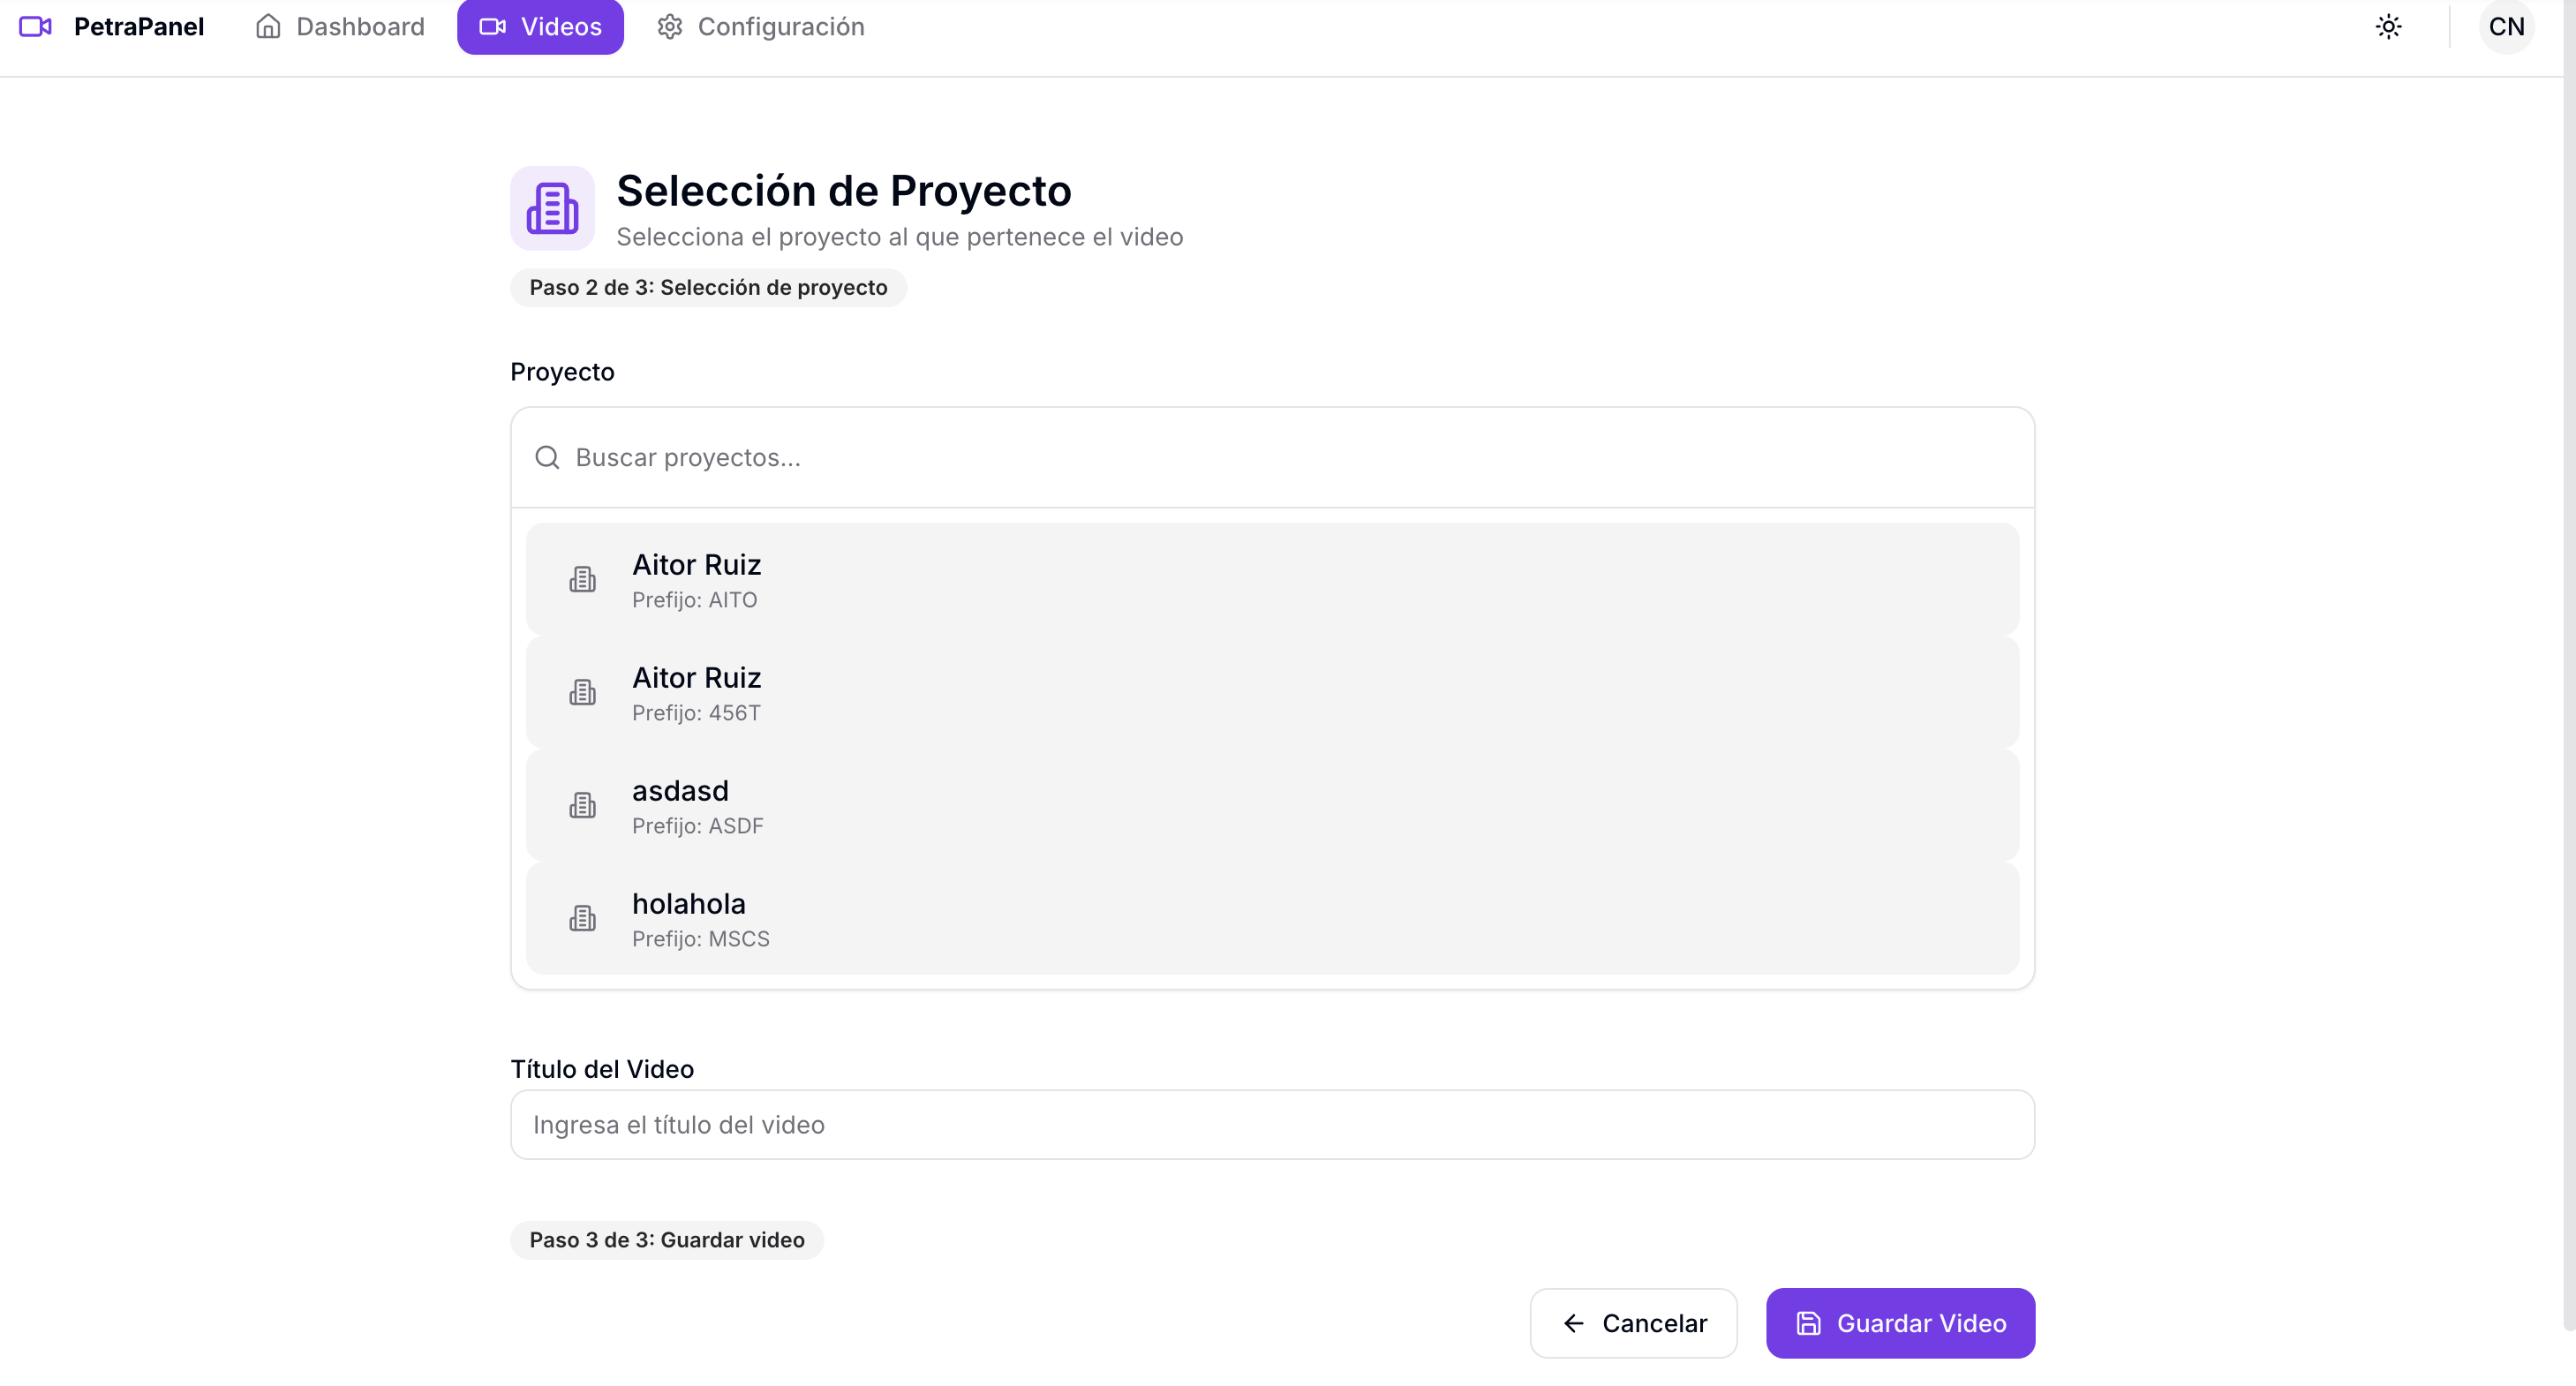 PetraPanel Dashboard Videos Configuración CN
Selección de Proyecto
Selecciona el proyecto al que pertenece el video
Paso 2 de 3: Selección de proyecto
Proyecto
Buscar proyectos...
Aitor Ruiz
Prefijo: AITO
Aitor Ruiz
Prefijo: 456T
asdasd
Prefijo: ASDF
holahola
Prefijo: MSCS
Título del Video
Ingresa el título del video
Paso 3 de 3: Guardar video
Cancelar Guardar Video